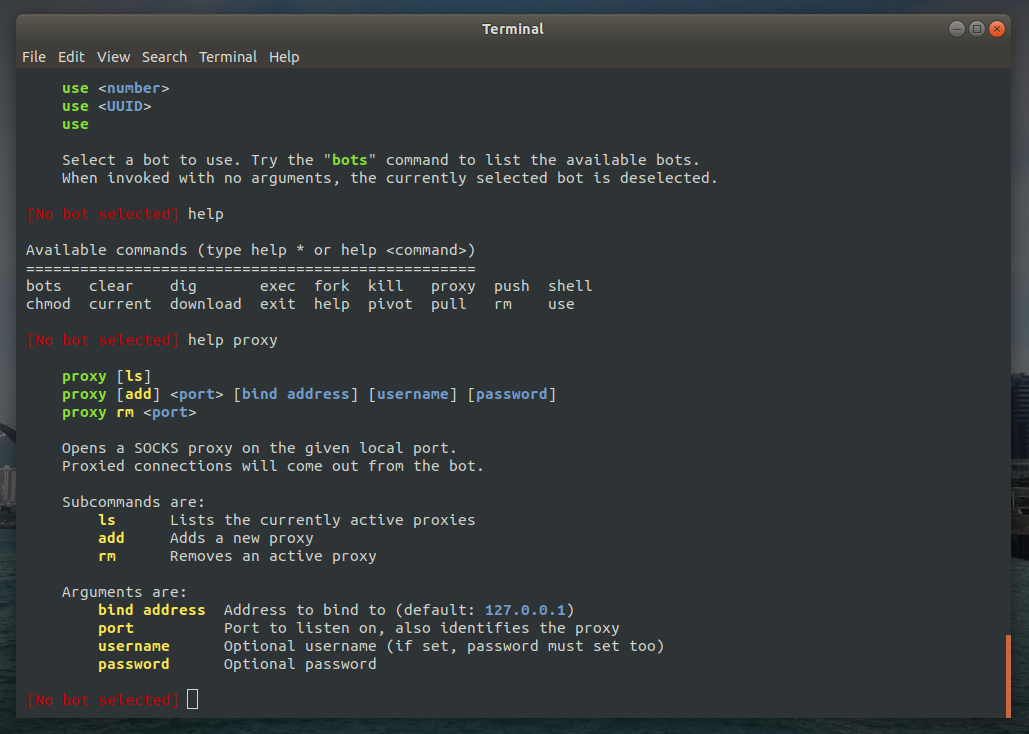 Terminal
File Edit View Search Terminal Help
use <number>
use <UUID>
use
Select a bot to use. Try the "bots" command to list the available bots.
When invoked with no arguments, the currently selected bot is deselected.
[No bot selected] help
Available commands (type help * or help <command>)
==================================================
bots clear dig exec fork kill proxy push shell
chmod current download exit help pivot pull rm use
[No bot selected] help proxy
proxy [ls]
proxy [add] <port> [bind address] [username] [password]
proxy rm <port>
Opens a SOCKS proxy on the given local port.
Proxied connections will come out from the bot.
Subcommands are:
ls Lists the currently active proxies
add Adds a new proxy
rm Removes an active proxy
Arguments are:
bind address Address to bind to (default: 127.0.0.1)
port Port to listen on, also identifies the proxy
username Optional username (if set, password must set too)
password Optional password
[No bot selected]